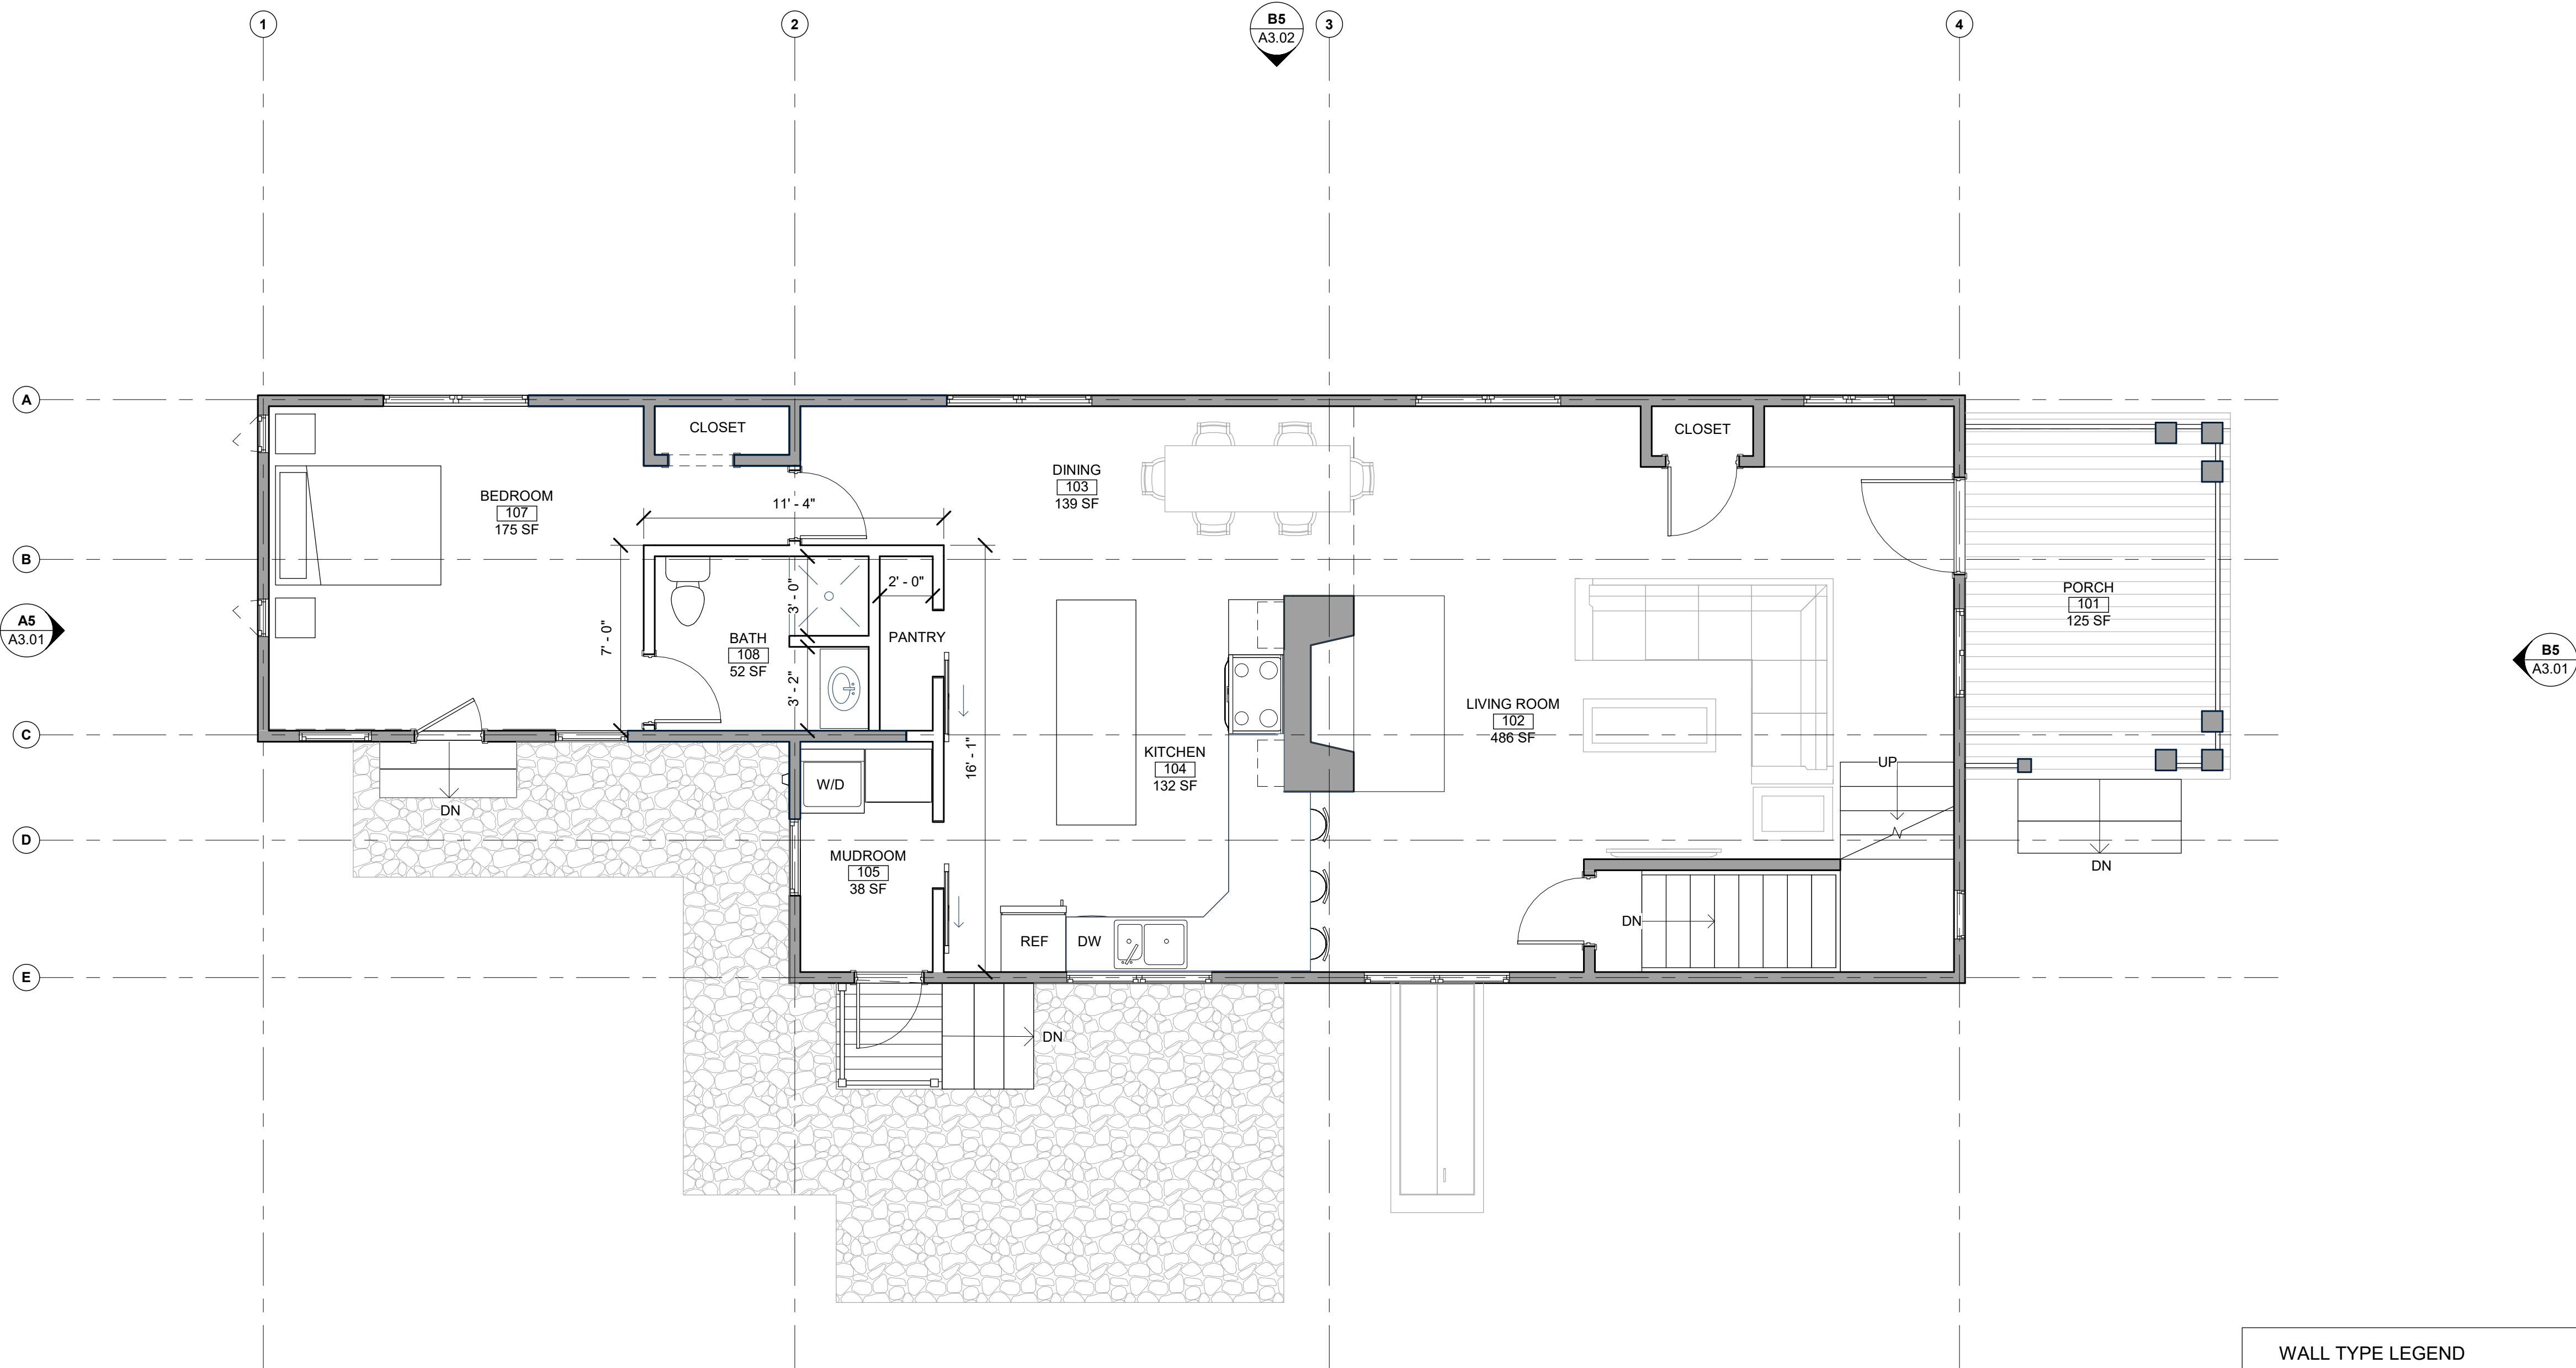 1
2
B5
A3.02
3
4
A
B
C
D
E
A5
A3.01
B5
A3.01
CLOSET
CLOSET
BEDROOM
107
175 SF
11' - 4"
DINING
103
139 SF
7' - 0"
3' - 0"
2' - 0"
BATH
108
52 SF
PANTRY
3' - 2"
16' - 1"
PORCH
101
125 SF
LIVING ROOM
102
486 SF
KITCHEN
104
132 SF
W/D
UP
DN
MUDROOM
105
38 SF
DN
REF
DW
DN
DN
WALL TYPE LEGEND